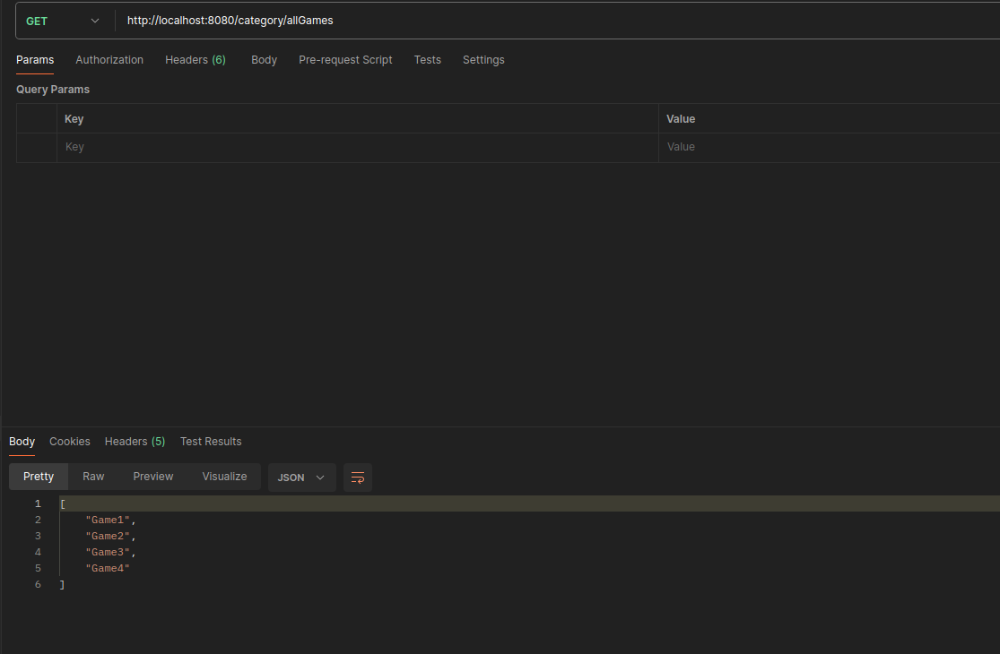 GET http://localhost:8080/category/allGames
Params Authorization Headers (6) Body Pre-request Script Tests Settings
Query Params
Key Value
Key Value
Body Cookies Headers (5) Test Results
Pretty Raw Preview Visualize JSON
1 [
2 "Game1",
3 "Game2",
4 "Game3",
5 "Game4"
6 ]